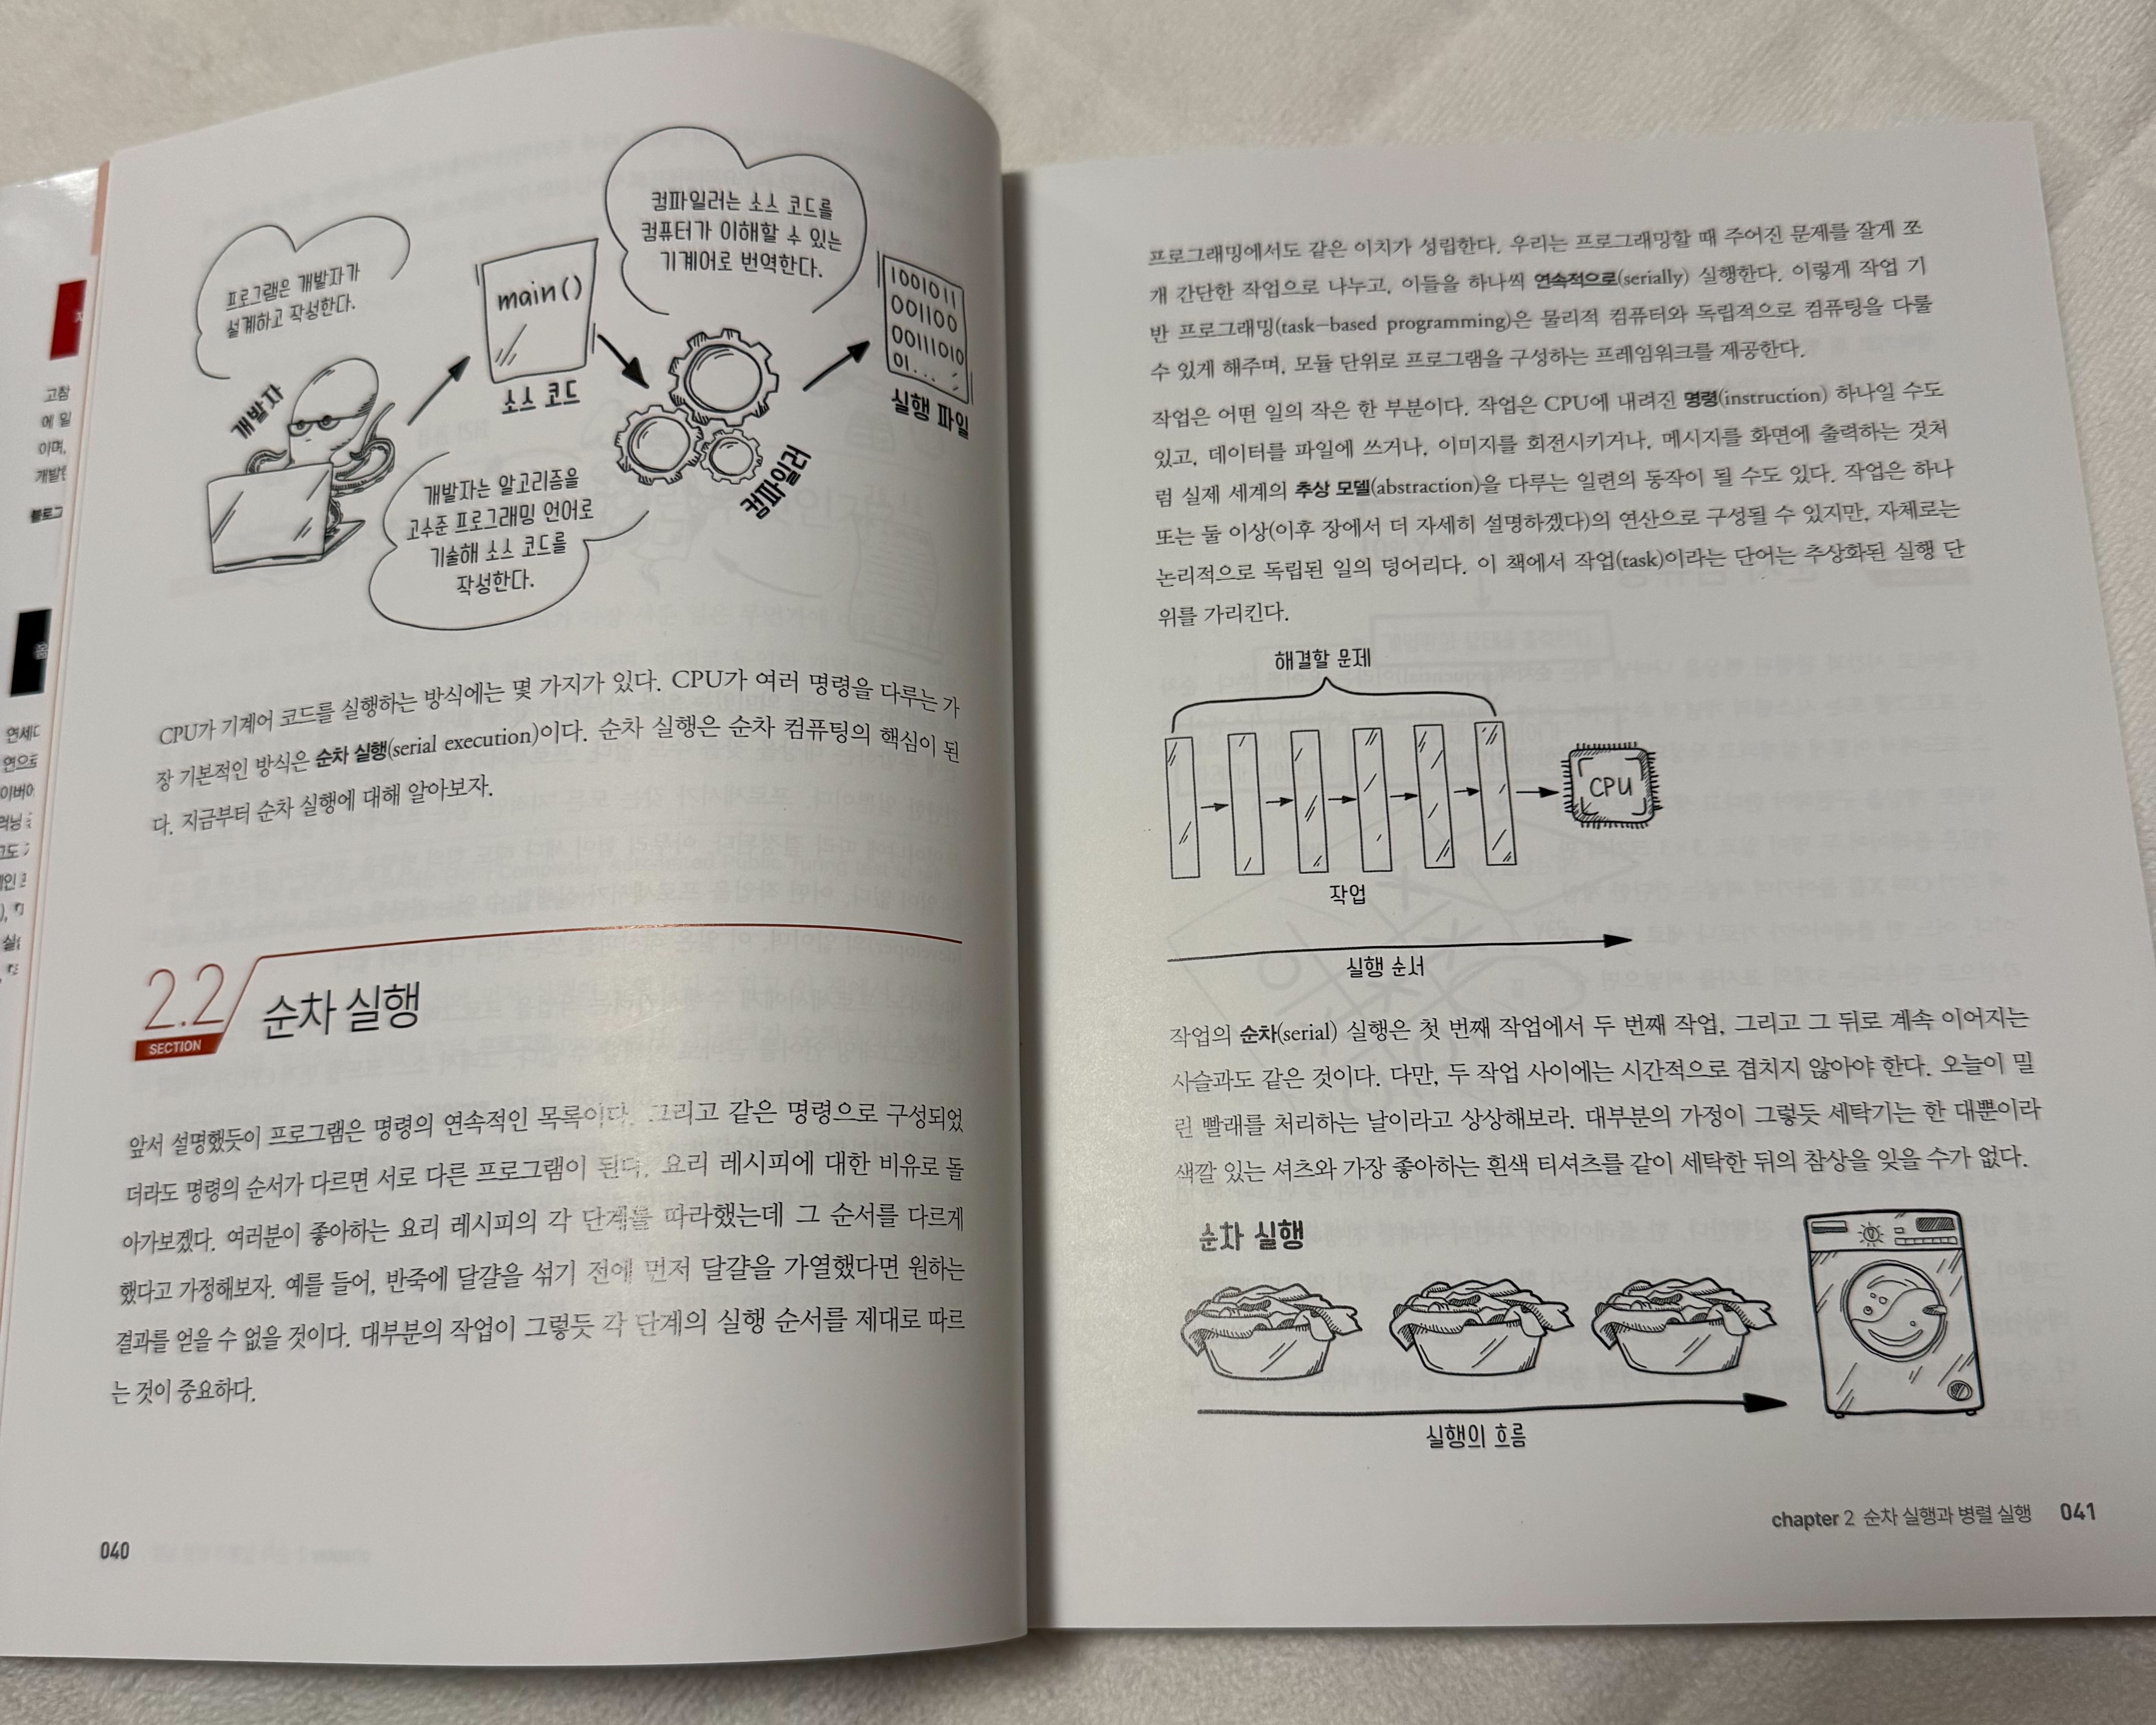 프로그램은 개발자가
설계하고 작성한다.
개발자
main()
소스 코드
컴파일러는 소스 코드를
컴퓨터가 이해할 수 있는
기계어로 번역한다.
1001011
001100
00111010
01...
실행 파일
컴파일러
개발자는 알고리즘을
고수준 프로그래밍 언어로
기술해 소스 코드를
작성한다.
CPU가 기계어 코드를 실행하는 방식에는 몇 가지가 있다. CPU가 여러 명령을 다루는 가
장 기본적인 방식은 순차 실행(serial execution)이다. 순차 실행은 순차 컴퓨팅의 핵심이 된
다. 지금부터 순차 실행에 대해 알아보자.
2.2
SECTION
순차 실행
앞서 설명했듯이 프로그램은 명령의 연속적인 목록이다. 그리고 같은 명령으로 구성되었
더라도 명령의 순서가 다르면 서로 다른 프로그램이 된다. 요리 레시피에 대한 비유로 돌
아가보겠다. 여러분이 좋아하는 요리 레시피의 각 단계를 따라했는데 그 순서를 다르게
했다고 가정해보자. 예를 들어, 반죽에 달걀을 섞기 전에 먼저 달걀을 가열했다면 원하는
결과를 얻을 수 없을 것이다. 대부분의 작업이 그렇듯 각 단계의 실행 순서를 제대로 따르
는 것이 중요하다.
040
프로그래밍에서도 같은 이치가 성립한다. 우리는 프로그래밍할 때 주어진 문제를 잘게 쪼
개 간단한 작업으로 나누고, 이들을 하나씩 연속적으로(serially) 실행한다. 이렇게 작업 기
반 프로그래밍(task-based programming)은 물리적 컴퓨터와 독립적으로 컴퓨팅을 다룰
수 있게 해주며, 모듈 단위로 프로그램을 구성하는 프레임워크를 제공한다.
작업은 어떤 일의 작은 한 부분이다. 작업은 CPU에 내려진 명령(instruction) 하나일 수도
있고, 데이터를 파일에 쓰거나, 이미지를 회전시키거나, 메시지를 화면에 출력하는 것처
럼 실제 세계의 추상 모델(abstraction)을 다루는 일련의 동작이 될 수도 있다. 작업은 하나
또는 둘 이상(이후 장에서 더 자세히 설명하겠다)의 연산으로 구성될 수 있지만, 자체로는
논리적으로 독립된 일의 덩어리다. 이 책에서 작업(task)이라는 단어는 추상화된 실행 단
위를 가리킨다.
해결할 문제
CPU
작업
실행 순서
작업의 순차(serial) 실행은 첫 번째 작업에서 두 번째 작업, 그리고 그 뒤로 계속 이어지는
사슬과도 같은 것이다. 다만, 두 작업 사이에는 시간적으로 겹치지 않아야 한다. 오늘이 밀
린 빨래를 처리하는 날이라고 상상해보라. 대부분의 가정이 그렇듯 세탁기는 한 대뿐이라
색깔 있는 셔츠와 가장 좋아하는 흰색 티셔츠를 같이 세탁한 뒤의 참상을 잊을 수가 없다.
순차 실행
실행의 흐름
chapter 2 순차 실행과 병렬 실행 041